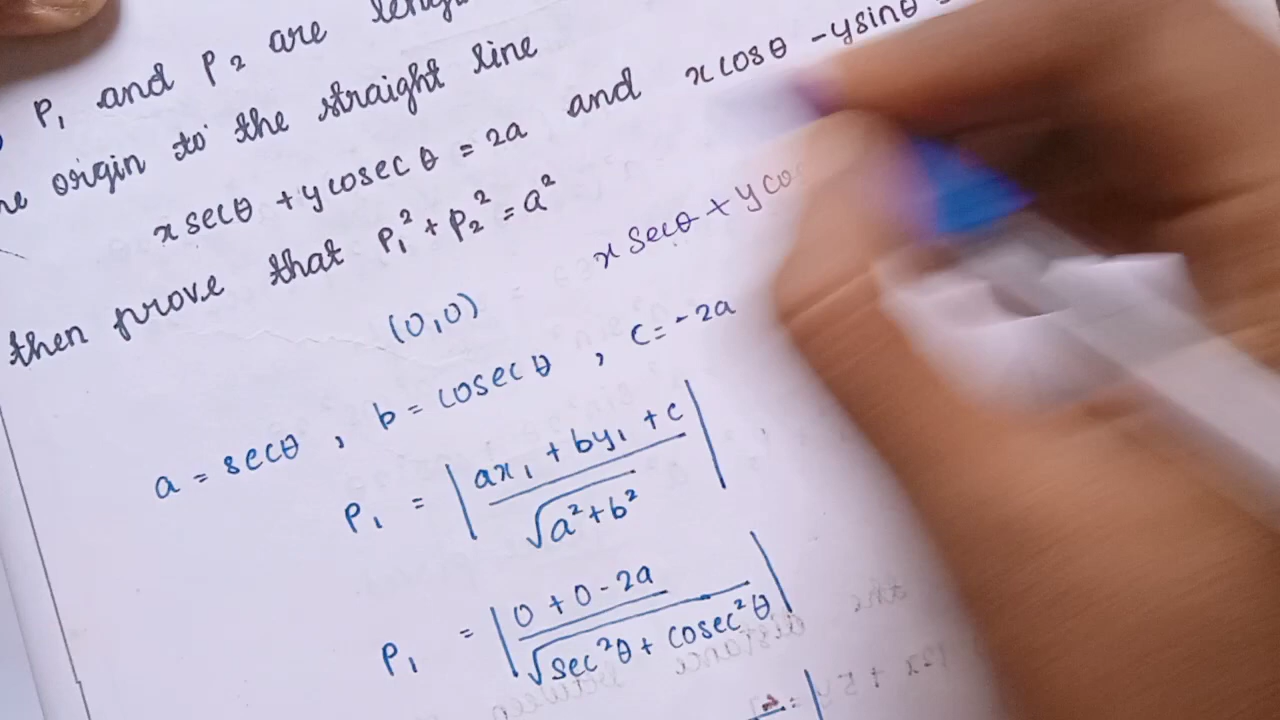 P₁ and P₂ are
origin to the straight line
x secθ + y cosec θ = 2a and x cosθ - y sinθ
then prove that P₁² + P₂² = a²
(0,0) x secθ + y co
a = secθ , b = cosec θ , c = -2a
P₁ = | ax₁ + by₁ + c / √a² + b² |
P₁ = | 0 + 0 - 2a / √sec²θ + cosec²θ |